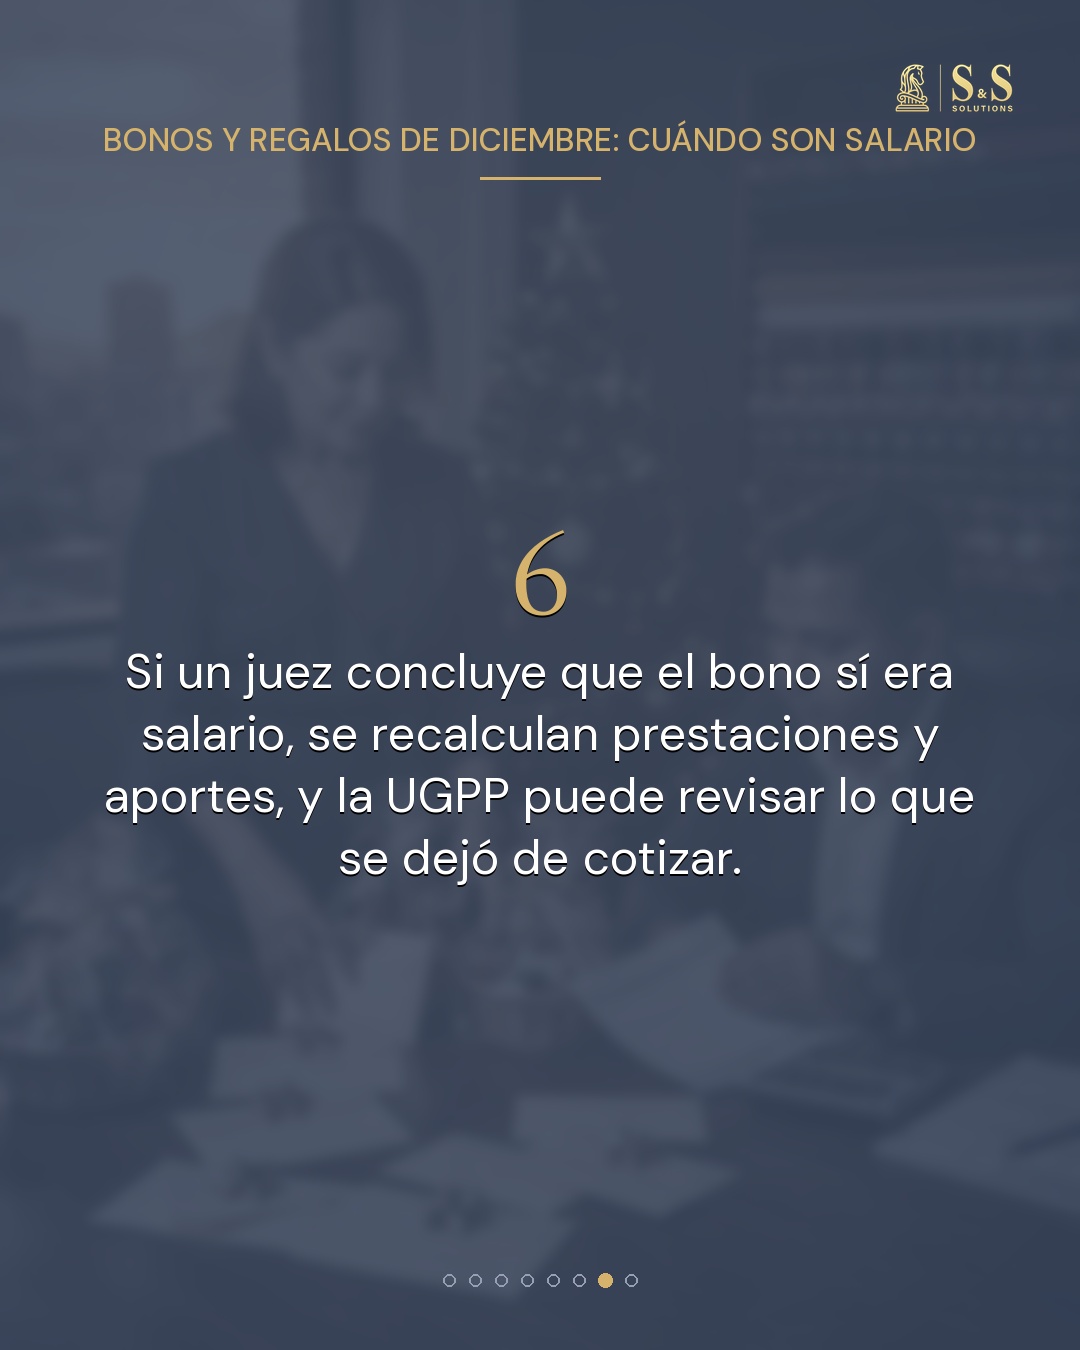 S&S
SOLUTIONS
BONOS Y REGALOS DE DICIEMBRE: CUÁNDO SON SALARIO
6
Si un juez concluye que el bono sí era
salario, se recalculan prestaciones y
aportes, y la UGPP puede revisar lo que
se dejó de cotizar.